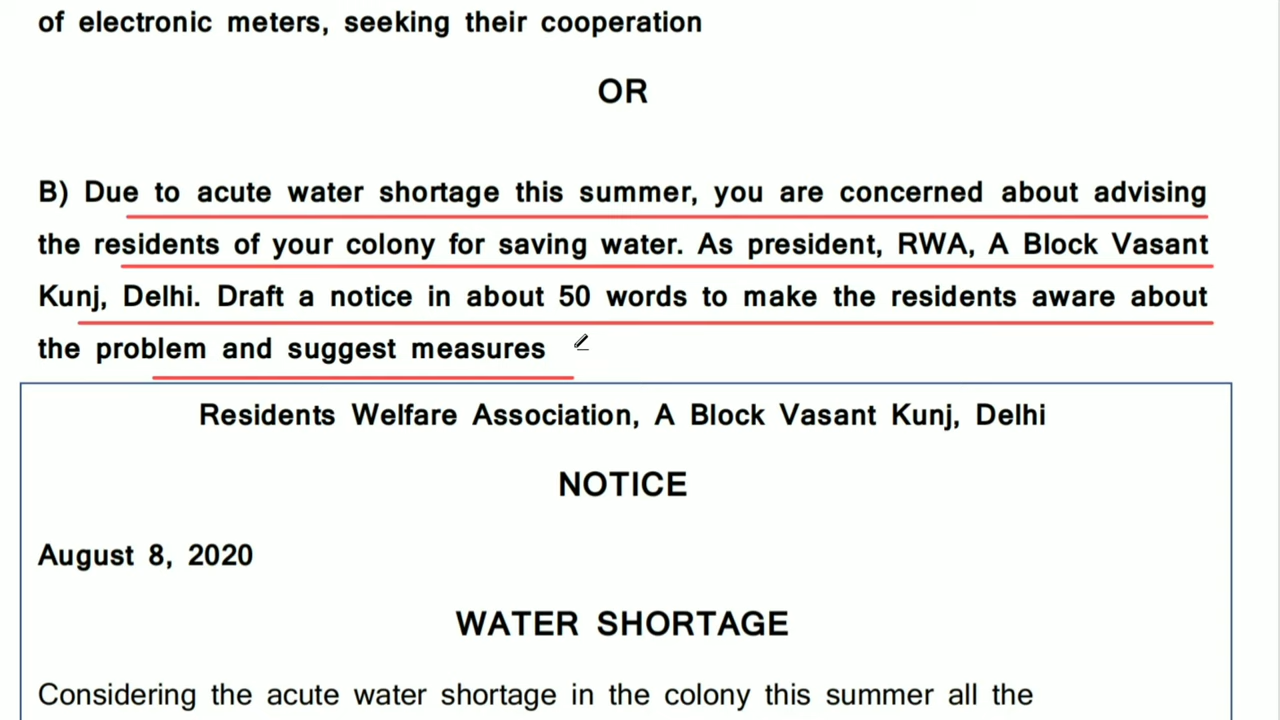 of electronic meters, seeking their cooperation
OR
B) Due to acute water shortage this summer, you are concerned about advising
the residents of your colony for saving water. As president, RWA, A Block Vasant
Kunj, Delhi. Draft a notice in about 50 words to make the residents aware about
the problem and suggest measures
Residents Welfare Association, A Block Vasant Kunj, Delhi
NOTICE
August 8, 2020
WATER SHORTAGE
Considering the acute water shortage in the colony this summer all the